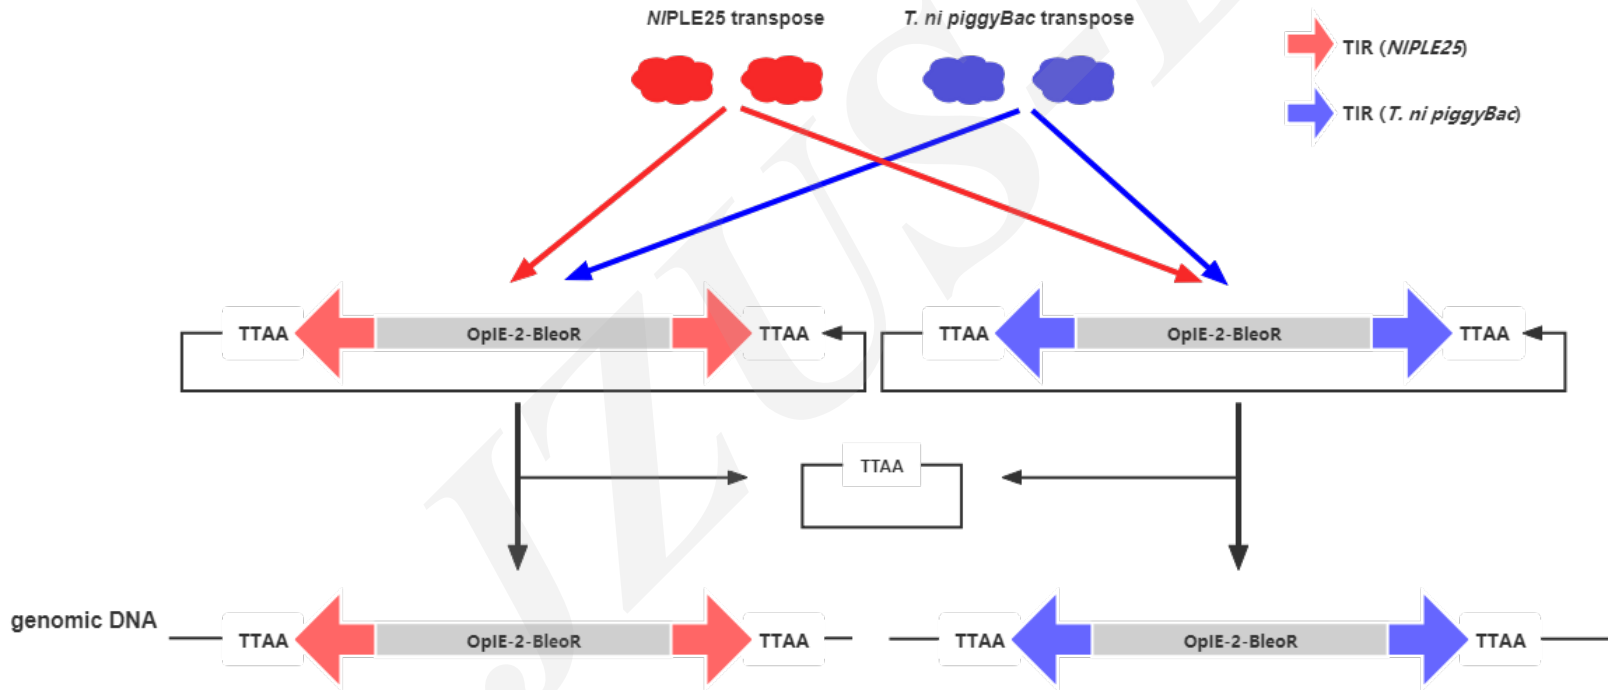 NlPLE25 transpose
T. ni piggyBac transpose
TIR (NlPLE25)
TIR (T. ni piggyBac)
TTAA
OpIE-2-BleoR
TTAA
TTAA
OpIE-2-BleoR
TTAA
TTAA
genomic DNA
TTAA
OpIE-2-BleoR
TTAA
TTAA
OpIE-2-BleoR
TTAA